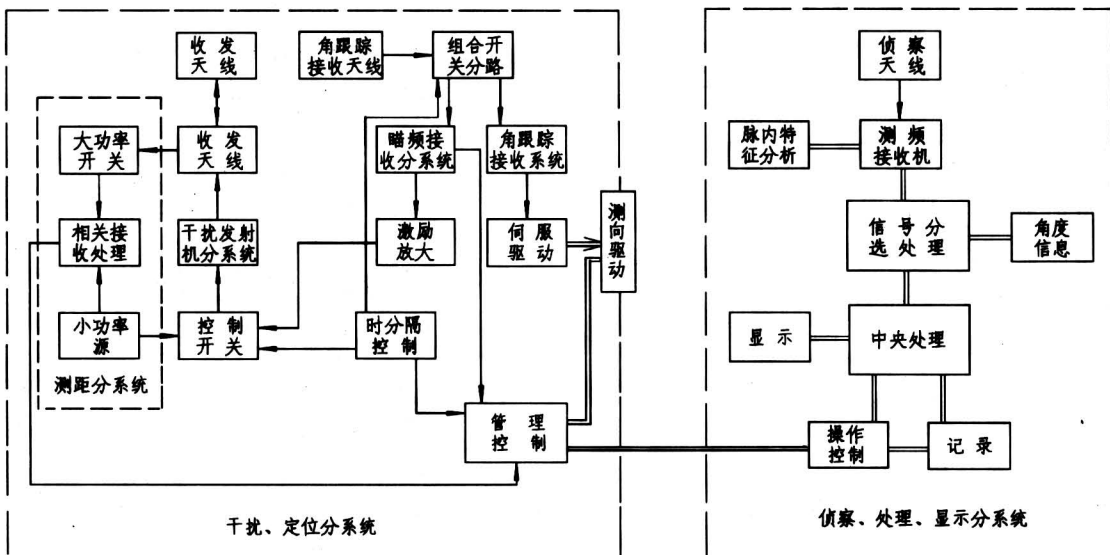 收发
天线
角跟踪
接收天线
组合开
关分路
大功率
开关
收发
天线
瞄频接
收分系统
角跟踪
接收系统
相关接
收处理
干扰发射
机分系统
激励
放大
伺服
驱动
测向驱动
小功率
源
控制
开关
时分隔
控制
测距分系统
管理
控制
干扰、定位分系统
侦察
天线
脉内特
征分析
测频
接收机
信号分
选处理
角度
信息
显示
中央处理
操作
控制
记录
侦察、处理、显示分系统